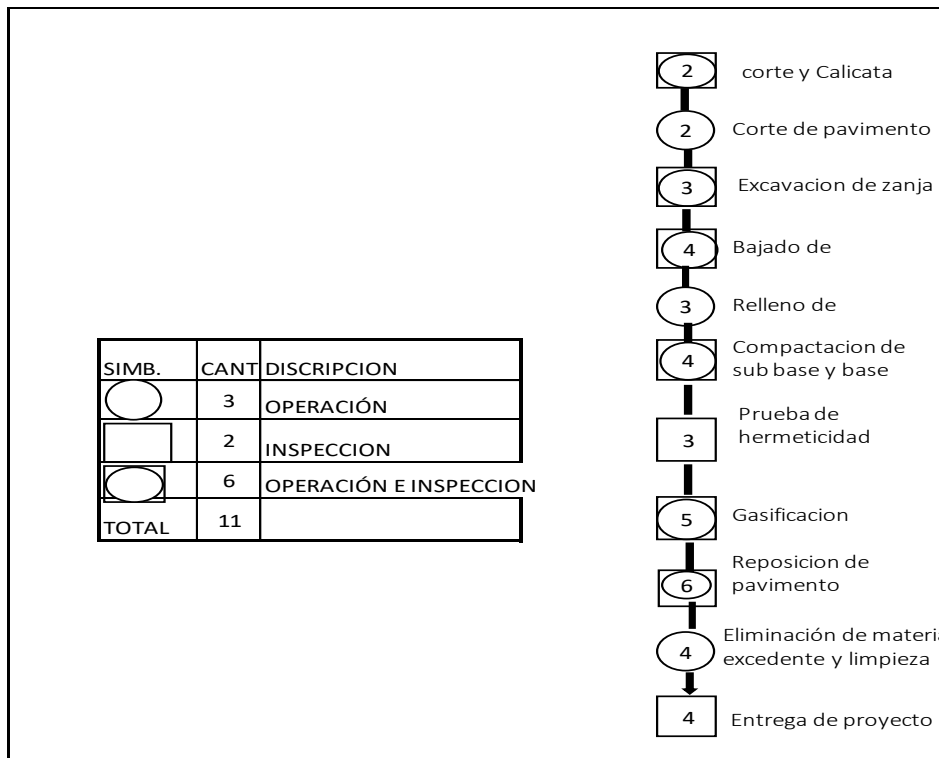 SIMB. CANT DISCRIPCION
3 OPERACIÓN
2 INSPECCION
6 OPERACIÓN E INSPECCION
TOTAL 11
2 corte y Calicata
2 Corte de pavimento
3 Excavacion de zanja
4 Bajado de
3 Relleno de
4 Compactacion de
sub base y base
3 Prueba de
hermeticidad
5 Gasificacion
6 Reposicion de
pavimento
4 Eliminación de materia
excedente y limpieza
4 Entrega de proyecto